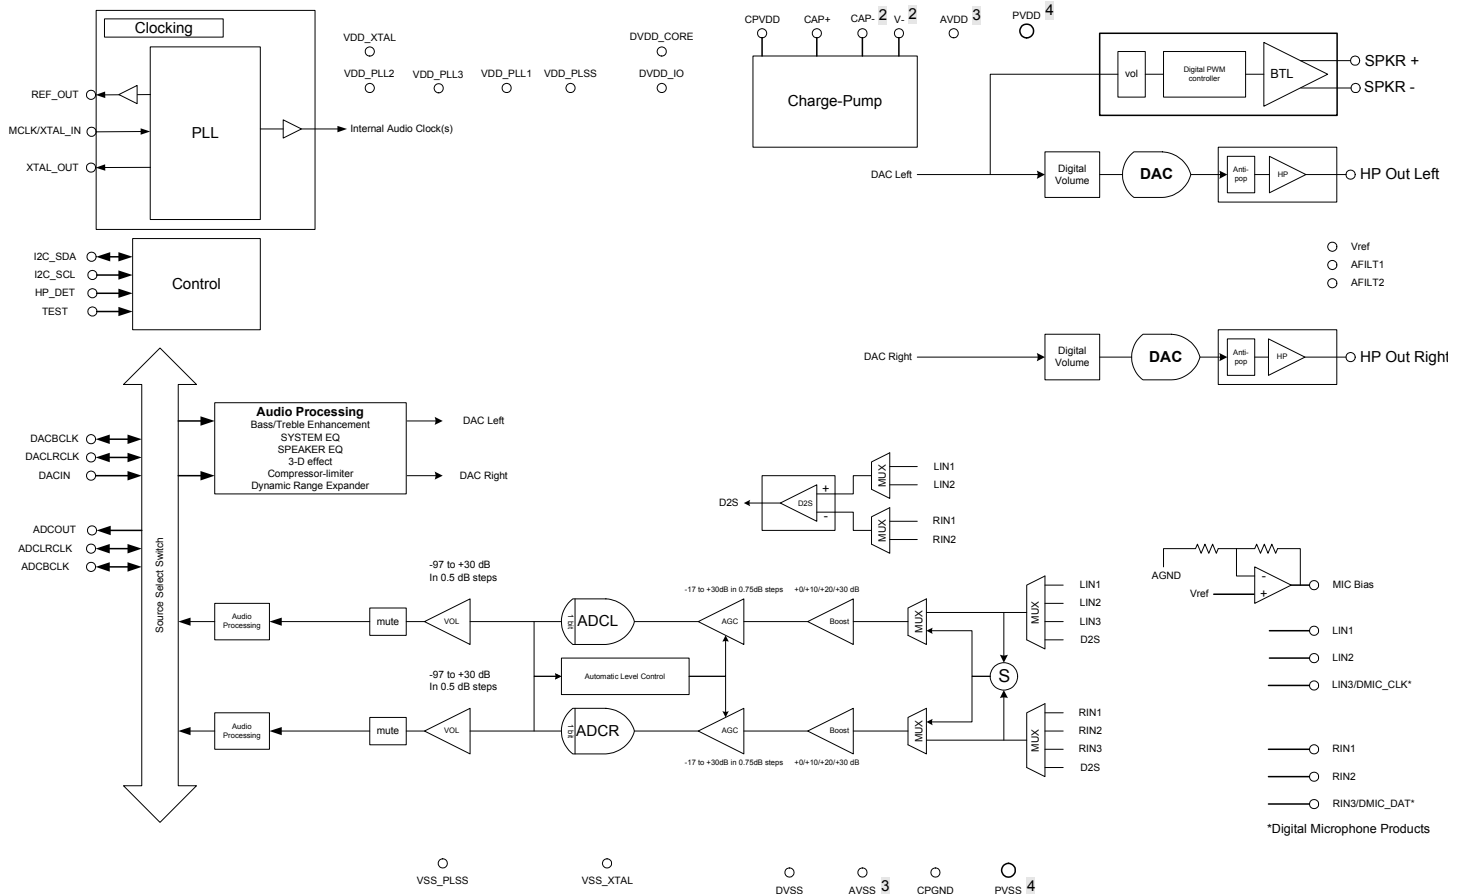 Clocking
PLL
REF_OUT
MCLK/XTAL_IN
XTAL_OUT
Internal Audio Clock(s)
VDD_XTAL
DVDD_CORE
VDD_PLL2
VDD_PLL3
VDD_PLL1
VDD_PLSS
DVDD_IO
CPVDD
CAP+
CAP- 2
V- 2
AVDD 3
PVDD 4
Charge-Pump
vol
Digital PWM
controller
BTL
SPKR +
SPKR -
DAC Left
Digital
Volume
DAC
Anti-
pop
HP
HP Out Left
I2C_SDA
I2C_SCL
HP_DET
TEST
Control
Vref
AFILT1
AFILT2
DAC Right
Digital
Volume
DAC
Anti-
pop
HP
HP Out Right
Audio Processing
Bass/Treble Enhancement
SYSTEM EQ
SPEAKER EQ
3-D effect
Compressor-limiter
Dynamic Range Expander
DAC Left
DAC Right
DACBCLK
DACLRCLK
DACIN
ADCOUT
ADCLRCLK
ADCBCLK
Source Select Switch
D2S
D2S
+
-
MUX
LIN1
LIN2
MUX
RIN1
RIN2
AGND
Vref
-
+
MIC Bias
-97 to +30 dB
In 0.5 dB steps
-17 to +30dB in 0.75dB steps
+0/+10/+20/+30 dB
Audio
Processing
mute
VOL
1 bit
ADCL
AGC
Boost
MUX
MUX
LIN1
LIN2
LIN3
D2S
-97 to +30 dB
In 0.5 dB steps
Automatic Level Control
S
Audio
Processing
mute
VOL
1 bit
ADCR
AGC
Boost
MUX
MUX
RIN1
RIN2
RIN3
D2S
-17 to +30dB in 0.75dB steps
+0/+10/+20/+30 dB
LIN1
LIN2
LIN3/DMIC_CLK*
RIN1
RIN2
RIN3/DMIC_DAT*
*Digital Microphone Products
VSS_PLSS
VSS_XTAL
DVSS
AVSS 3
CPGND
PVSS 4